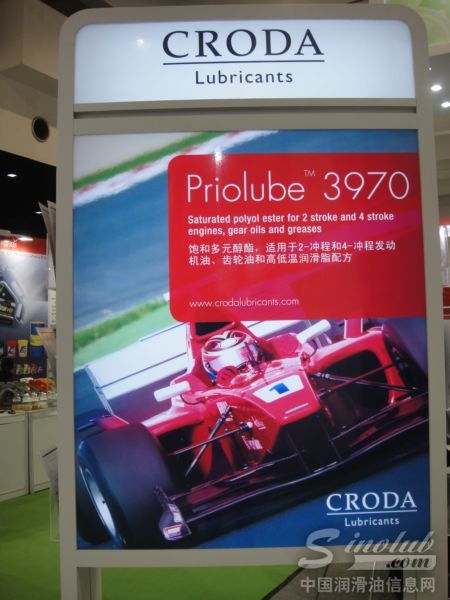 CRODA
Lubricants
Priolube™ 3970
Saturated polyol ester for 2 stroke and 4 stroke
engines, gear oils and greases
饱和多元醇酯，适用于2-冲程和4-冲程发动
机油、齿轮油和高低温润滑脂配方
www.crodalubricants.com
1
CRODA
Lubricants
Sinolub
.com
中国润滑油信息网